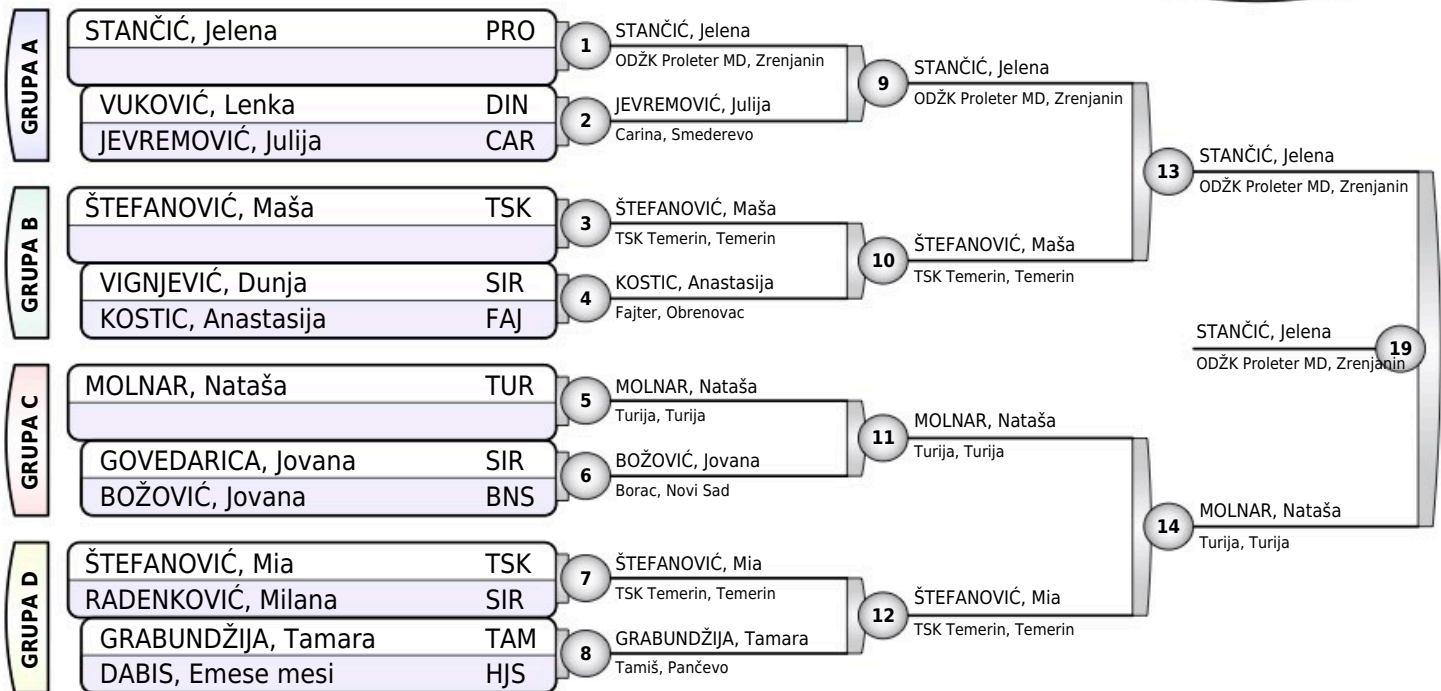 GRUPA A
STANČIĆ, Jelena PRO
VUKOVIĆ, Lenka DIN
JEVREMOVIĆ, Julija CAR
GRUPA B
ŠTEFANOVIĆ, Maša TSK
VIGNJEVIĆ, Dunja SIR
KOSTIC, Anastasija FAJ
GRUPA C
MOLNAR, Nataša TUR
GOVEDARICA, Jovana SIR
BOŽOVIĆ, Jovana BNS
GRUPA D
ŠTEFANOVIĆ, Mia TSK
RADENKOVIĆ, Milana SIR
GRABUNDŽIJA, Tamara TAM
DABIS, Emese mesi HJS
1
STANČIĆ, Jelena
ODŽK Proleter MD, Zrenjanin
2
JEVREMOVIĆ, Julija
Carina, Smederevo
3
ŠTEFANOVIĆ, Maša
TSK Temerin, Temerin
4
KOSTIC, Anastasija
Fajter, Obrenovac
5
MOLNAR, Nataša
Turija, Turija
6
BOŽOVIĆ, Jovana
Borac, Novi Sad
7
ŠTEFANOVIĆ, Mia
TSK Temerin, Temerin
8
GRABUNDŽIJA, Tamara
Tamiš, Pančevo
9
STANČIĆ, Jelena
ODŽK Proleter MD, Zrenjanin
10
ŠTEFANOVIĆ, Maša
TSK Temerin, Temerin
11
MOLNAR, Nataša
Turija, Turija
12
ŠTEFANOVIĆ, Mia
TSK Temerin, Temerin
13
STANČIĆ, Jelena
ODŽK Proleter MD, Zrenjanin
14
MOLNAR, Nataša
Turija, Turija
STANČIĆ, Jelena
19
ODŽK Proleter MD, Zrenjanin